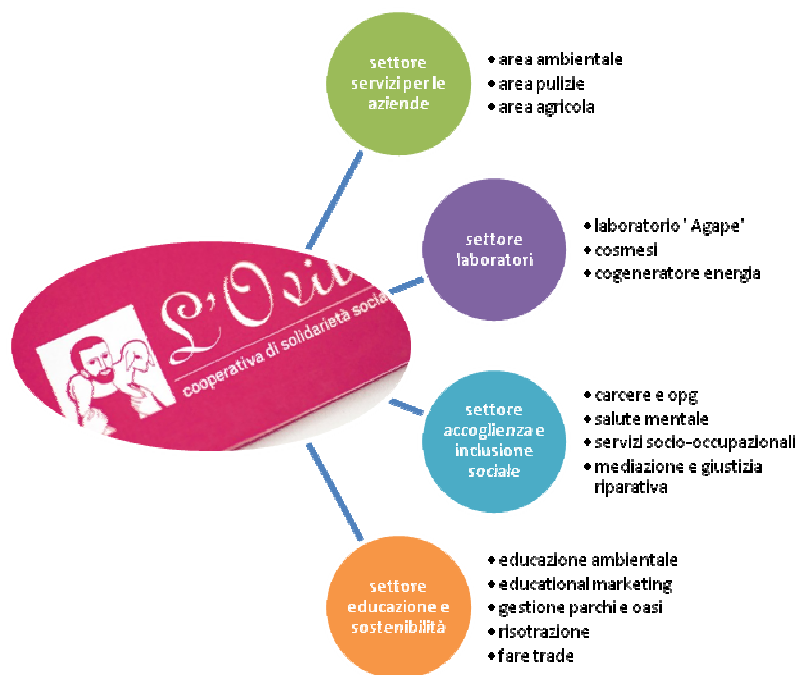 settore
servizi per le
aziende
• area ambientale
• area pulizie
• area agricola
settore
laboratori
• laboratorio ' Agape'
• cosmesi
• cogeneratore energia
L'Ovil
cooperativa di solidarietà socia
settore
accoglienza e
inclusione
sociale
• carcere e opg
• salute mentale
• servizi socio-occupazionali
• mediazione e giustizia
riparativa
settore
educazione e
sostenibilità
• educazione ambientale
• educational marketing
• gestione parchi e oasi
• risotrazione
• fare trade